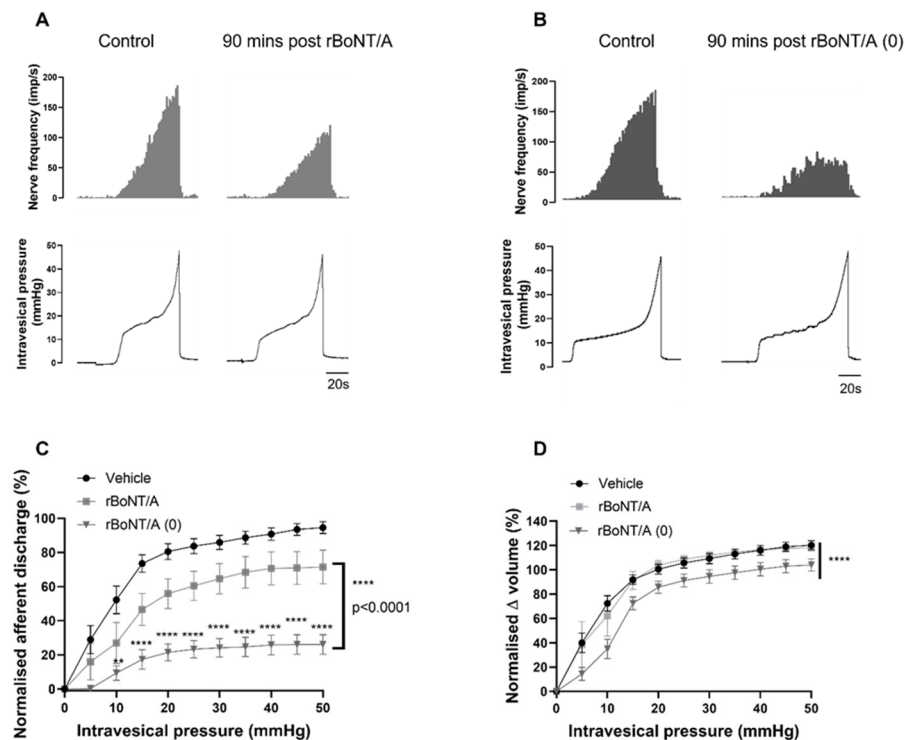 A
Control
90 mins post rBoNT/A
Nerve frequency (imp/s)
200
150
100
50
0
Intravesical pressure
(mmHg)
60
50
40
30
20
10
0
20s
B
Control
90 mins post rBoNT/A (0)
Nerve frequency (imp/s)
200
150
100
50
0
Intravesical pressure
(mmHg)
50
40
30
20
10
0
20s
C
Vehicle
rBoNT/A
rBoNT/A (0)
Normalised afferent discharge (%)
100
80
60
40
20
0
** **** **** **** **** **** **** **** ****
****
p<0.0001
0 10 20 30 40 50
Intravesical pressure (mmHg)
D
Vehicle
rBoNT/A
rBoNT/A (0)
Normalised Δ volume (%)
140
120
100
80
60
40
20
0
****
0 10 20 30 40 50
Intravesical pressure (mmHg)